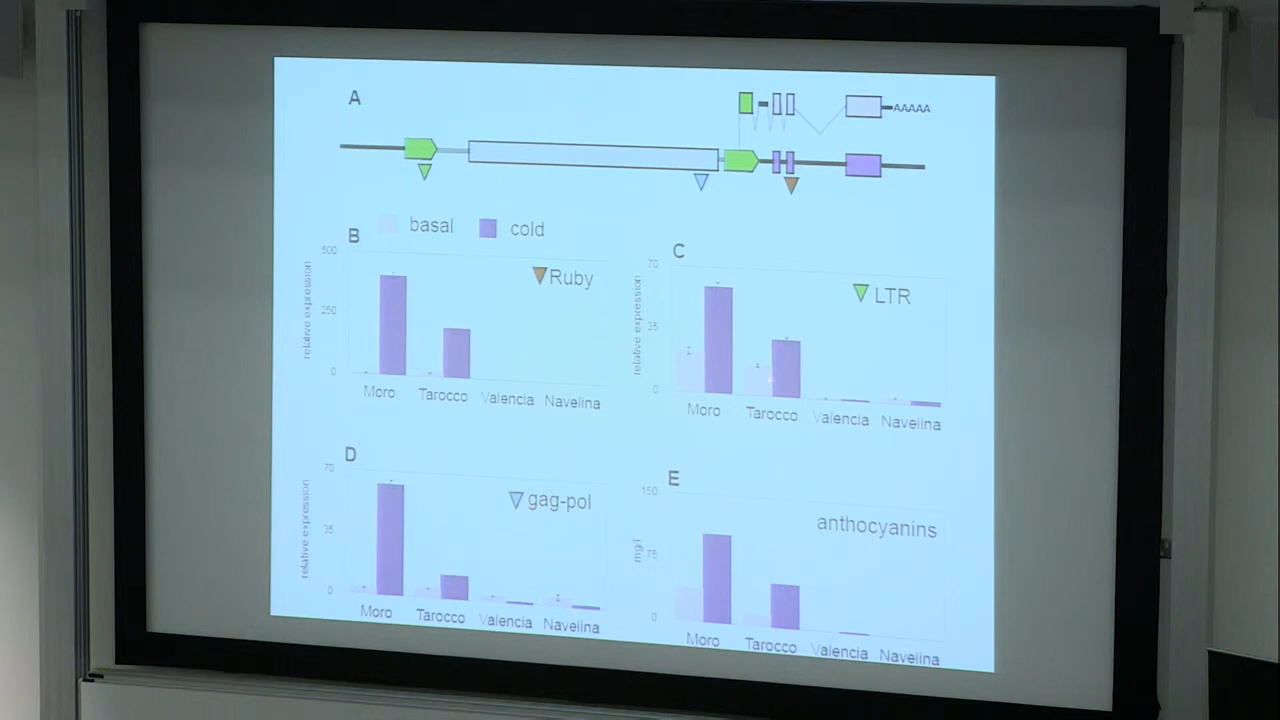 A
AAAAA
basal
cold
B
500
250
0
relative expression
Ruby
Moro Tarocco Valencia Navelina
C
70
35
0
relative expression
LTR
Moro Tarocco Valencia Navelina
D
70
35
0
relative expression
gag-pol
Moro Tarocco Valencia Navelina
E
150
75
0
mg/l
anthocyanins
Moro Tarocco Valencia Navelina